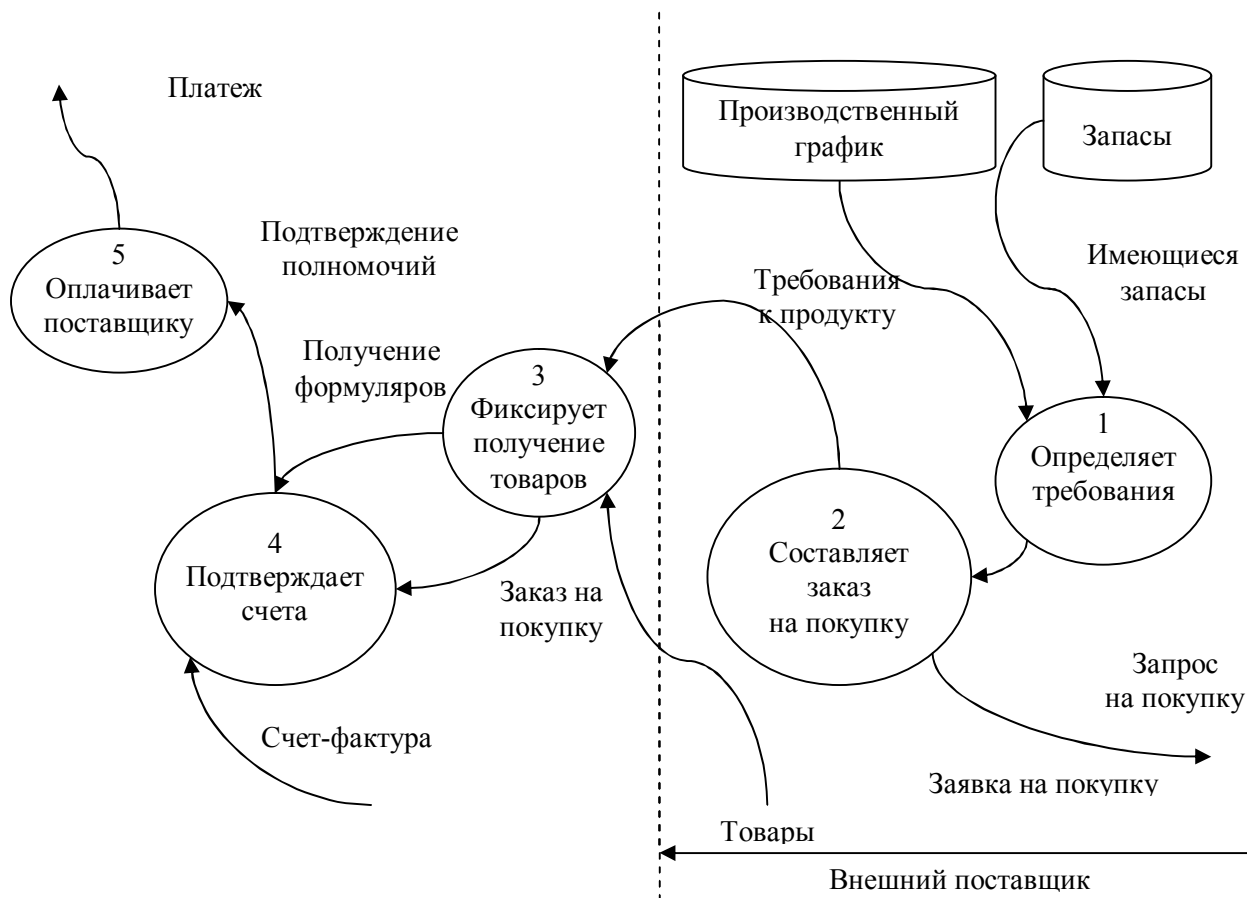 Платеж
Производственный
график
Запасы
5
Оплачивает
поставщику
Подтверждение
полномочий
Требования
к продукту
Имеющиеся
запасы
Получение
формуляров
3
Фиксирует
получение
товаров
1
Определяет
требования
4
Подтверждает
счета
Заказ на
покупку
2
Составляет
заказ
на покупку
Запрос
на покупку
Счет-фактура
Заявка на покупку
Товары
Внешний поставщик